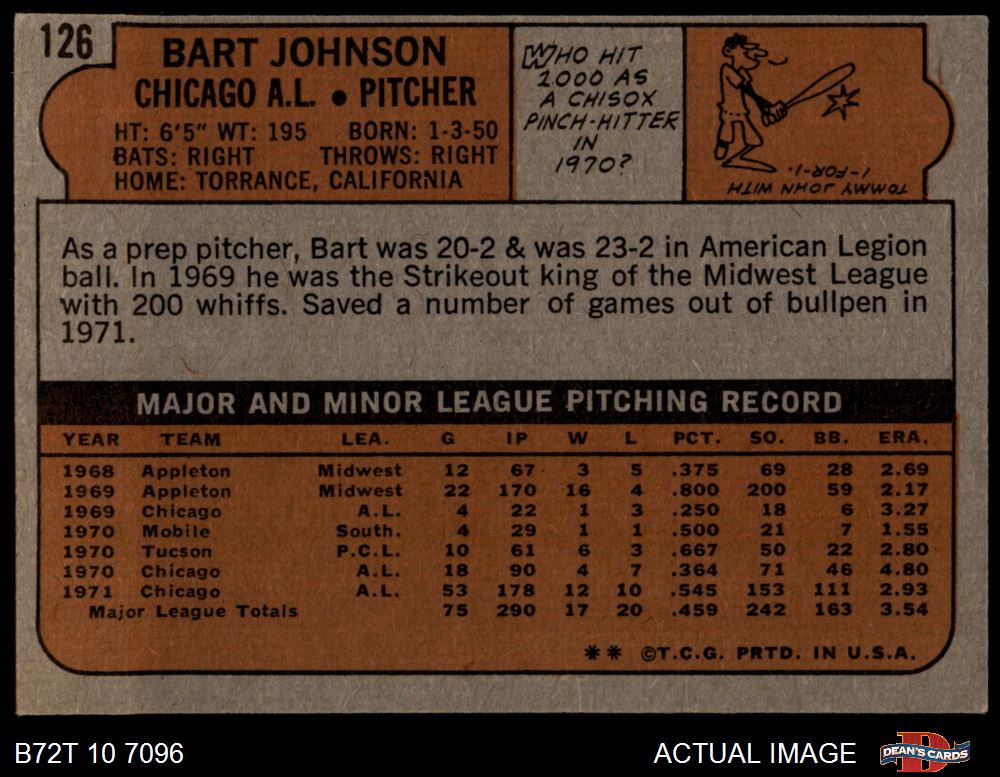 126
BART JOHNSON
CHICAGO A.L. • PITCHER
HT: 6'5" WT: 195 BORN: 1-3-50
BATS: RIGHT THROWS: RIGHT
HOME: TORRANCE, CALIFORNIA
WHO HIT
1.000 AS
A CHISOX
PINCH-HITTER
IN
1970?
TOMMY JOHN WITH
1-FOR-1.
As a prep pitcher, Bart was 20-2 & was 23-2 in American Legion
ball. In 1969 he was the Strikeout king of the Midwest League
with 200 whiffs. Saved a number of games out of bullpen in
1971.
MAJOR AND MINOR LEAGUE PITCHING RECORD
YEAR TEAM LEA. G IP W L PCT. SO. BB. ERA.
1968 Appleton Midwest 12 67 3 5 .375 69 28 2.69
1969 Appleton Midwest 22 170 16 4 .800 200 59 2.17
1969 Chicago A.L. 4 22 1 3 .250 18 6 3.27
1970 Mobile South. 4 29 1 1 .500 21 7 1.55
1970 Tucson P.C.L. 10 61 6 3 .667 50 22 2.80
1970 Chicago A.L. 18 90 4 7 .364 71 46 4.80
1971 Chicago A.L. 53 178 12 10 .545 153 111 2.93
Major League Totals 75 290 17 20 .459 242 163 3.54
** ©T.C.G. PRTD. IN U.S.A.
B72T 10 7096
ACTUAL IMAGE
D
DEAN'S CARDS